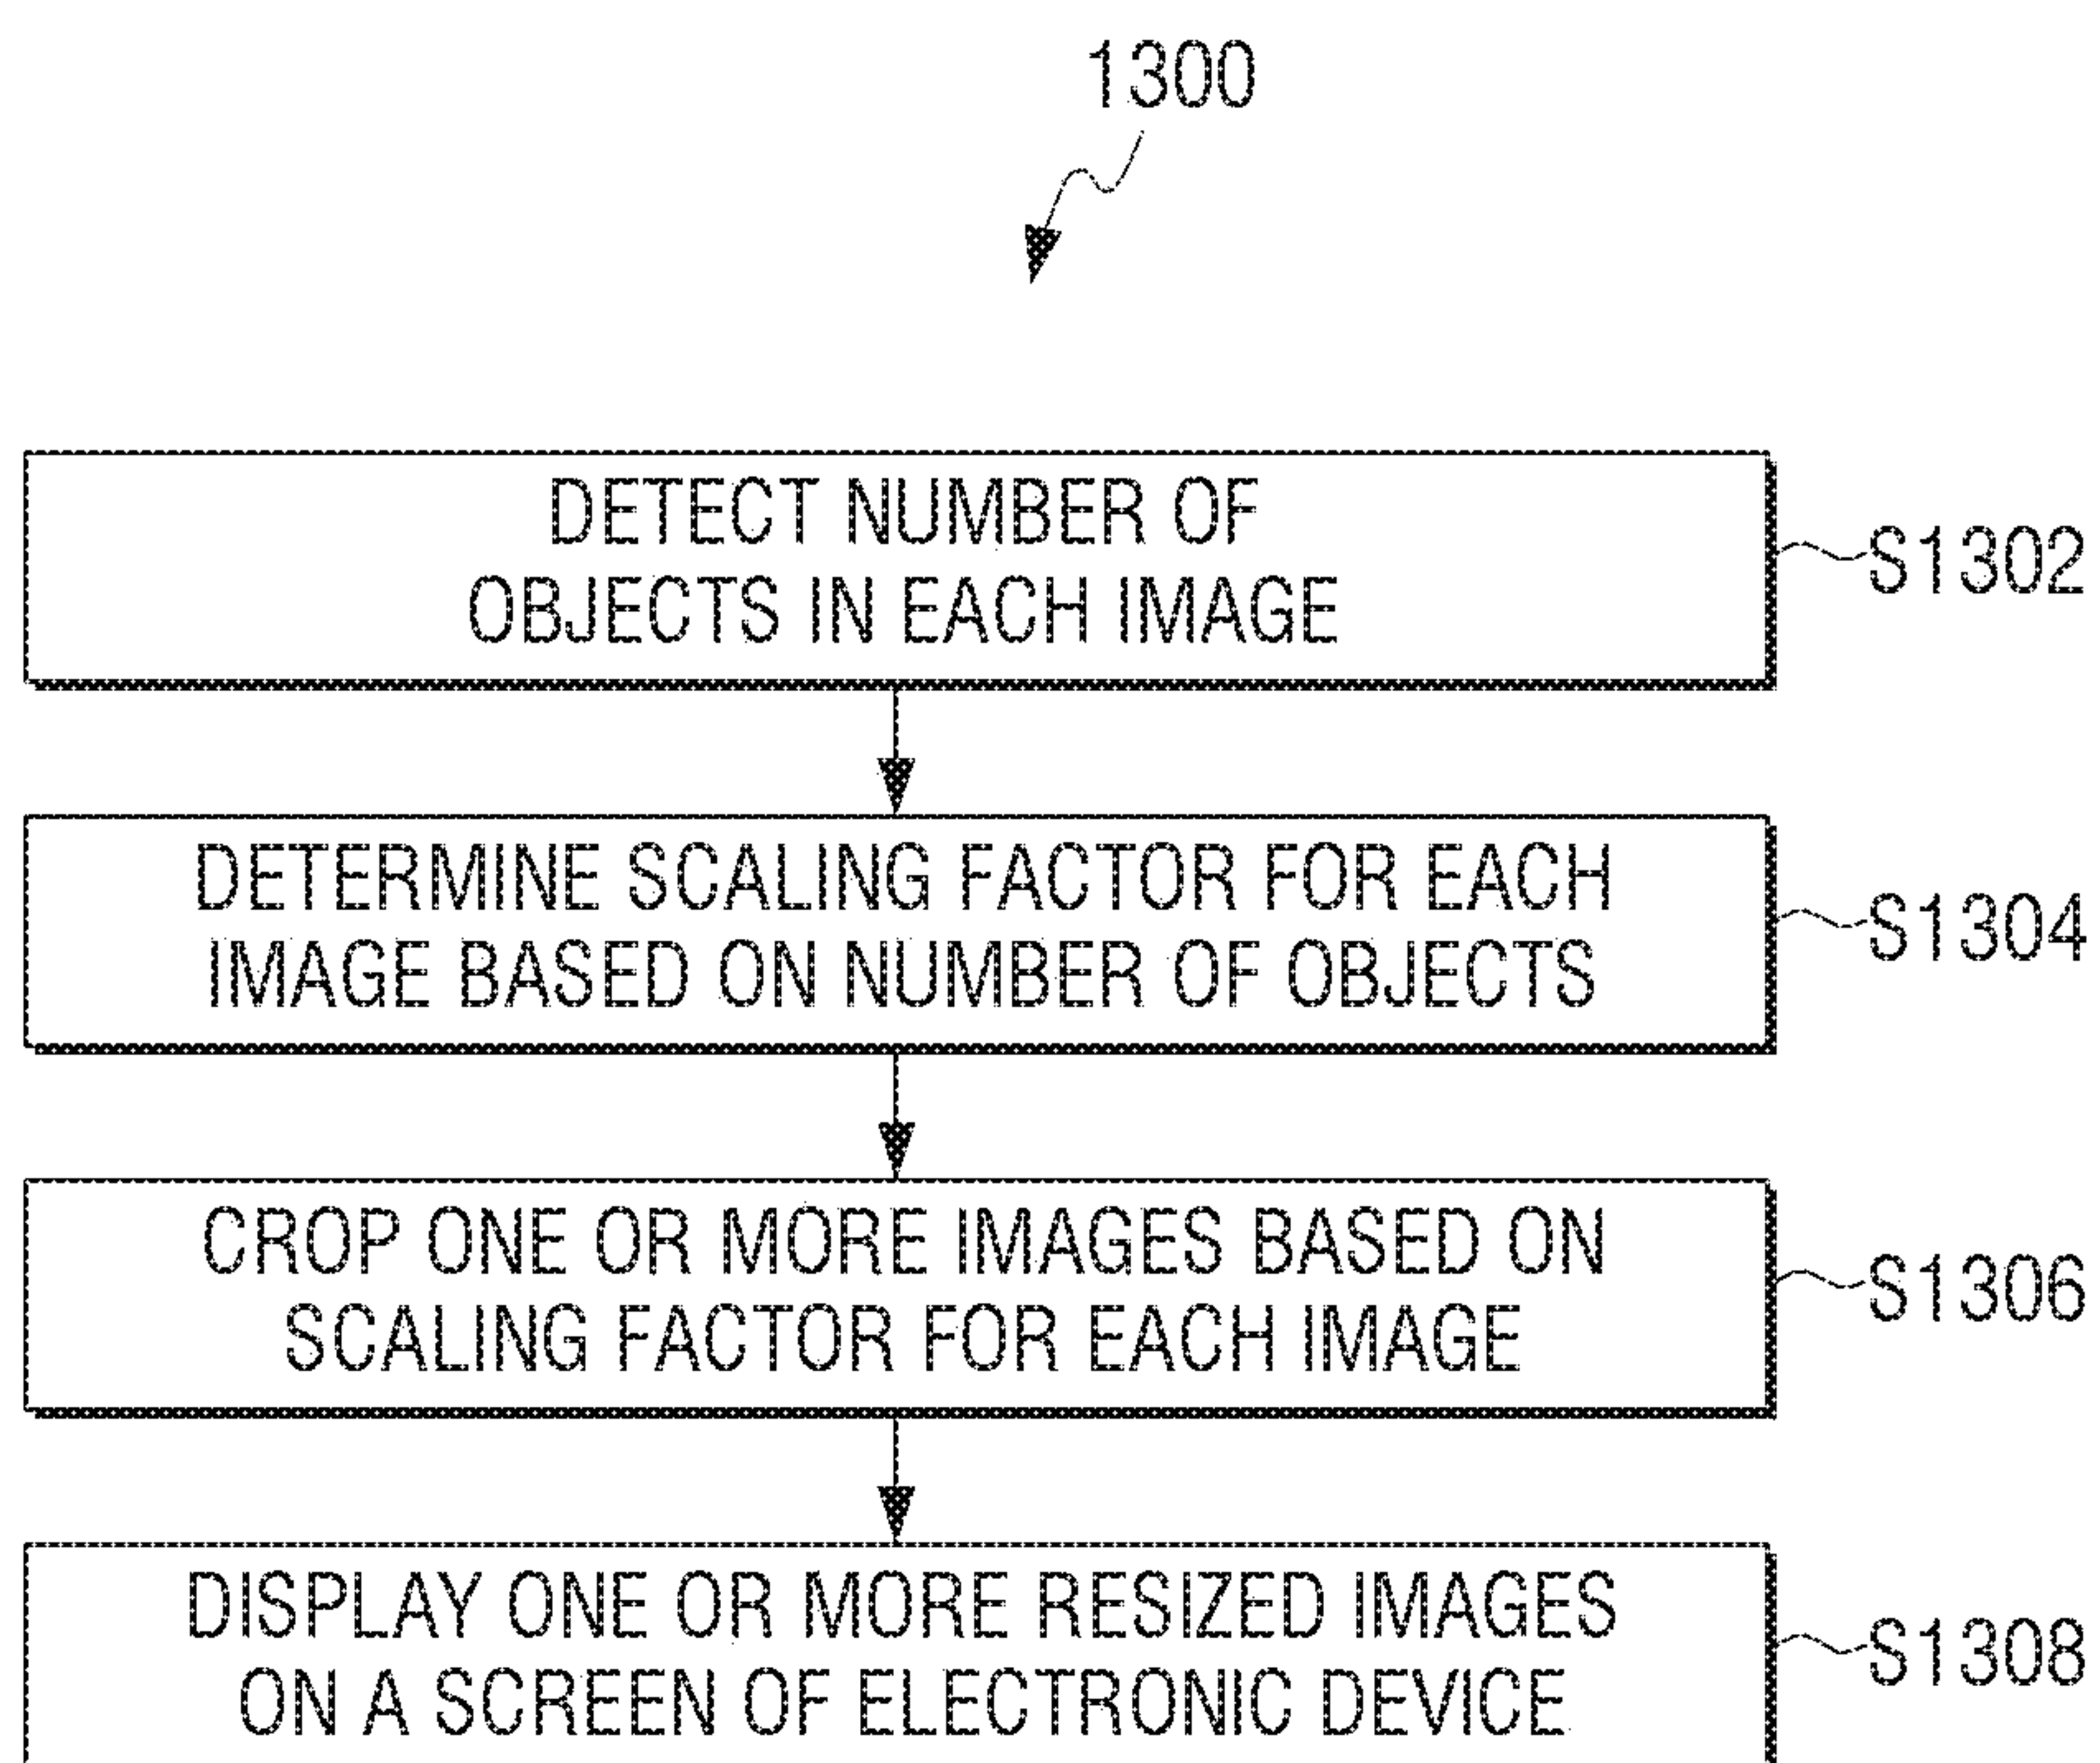 1300
DETECT NUMBER OF
OBJECTS IN EACH IMAGE
S1302
DETERMINE SCALING FACTOR FOR EACH
IMAGE BASED ON NUMBER OF OBJECTS
S1304
CROP ONE OR MORE IMAGES BASED ON
SCALING FACTOR FOR EACH IMAGE
S1306
DISPLAY ONE OR MORE RESIZED IMAGES
ON A SCREEN OF ELECTRONIC DEVICE
S1308